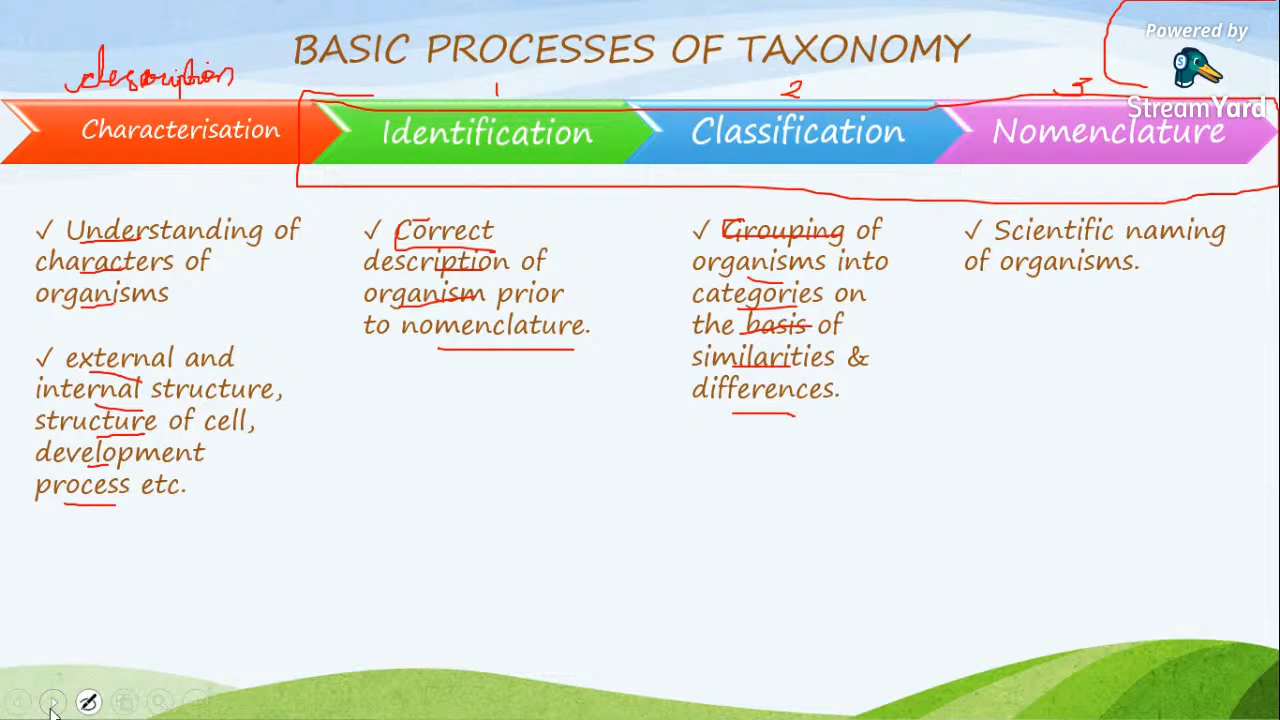 Powered by
StreamYard
BASIC PROCESSES OF TAXONOMY
description
1
2
3
Characterisation
Identification
Classification
Nomenclature
✓ Understanding of
characters of
organisms
✓ external and
internal structure,
structure of cell,
development
process etc.
✓ Correct
description of
organism prior
to nomenclature.
✓ Grouping of
organisms into
categories on
the basis of
similarities &
differences.
✓ Scientific naming
of organisms.